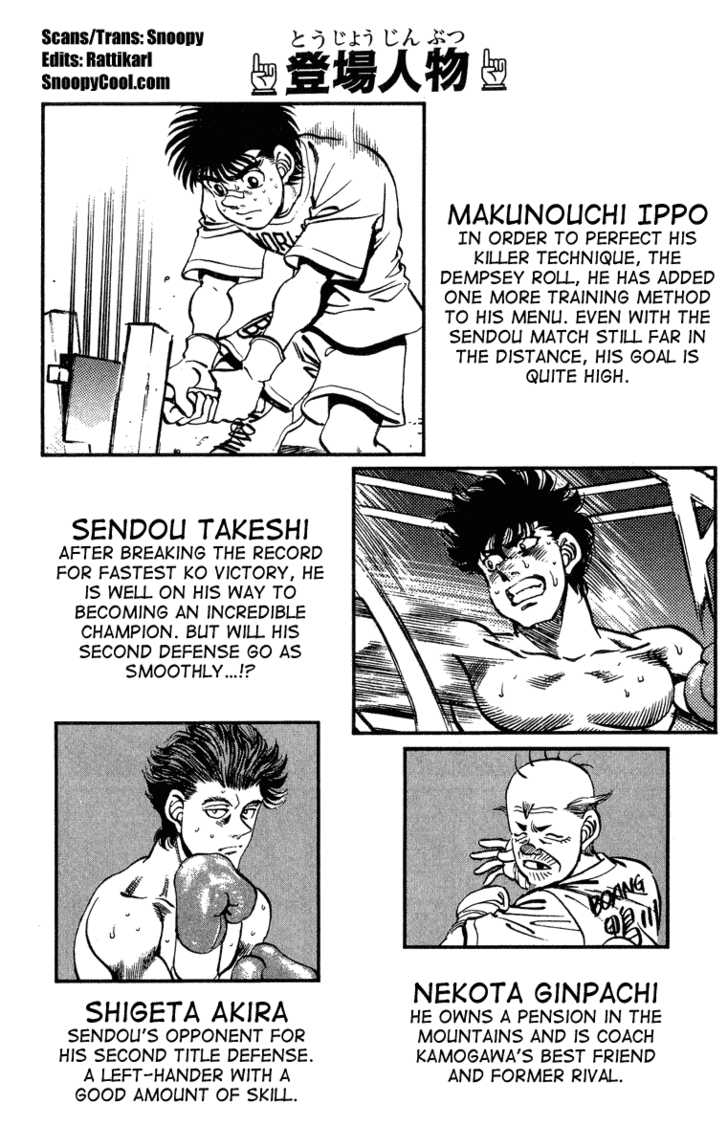 Scans/Trans: Snoopy
Edits: Rattikarl
SnoopyCool.com
とうじょうじんぶつ
登場人物
MAKUNOUCHI IPPO
IN ORDER TO PERFECT HIS
KILLER TECHNIQUE, THE
DEMPSEY ROLL, HE HAS ADDED
ONE MORE TRAINING METHOD
TO HIS MENU. EVEN WITH THE
SENDOU MATCH STILL FAR IN
THE DISTANCE, HIS GOAL IS
QUITE HIGH.
SENDOU TAKESHI
AFTER BREAKING THE RECORD
FOR FASTEST KO VICTORY, HE
IS WELL ON HIS WAY TO
BECOMING AN INCREDIBLE
CHAMPION. BUT WILL HIS
SECOND DEFENSE GO AS
SMOOTHLY...!?
SHIGETA AKIRA
SENDOU'S OPPONENT FOR
HIS SECOND TITLE DEFENSE.
A LEFT-HANDER WITH A
GOOD AMOUNT OF SKILL.
BOXING
NEKOTA GINPACHI
HE OWNS A PENSION IN THE
MOUNTAINS AND IS COACH
KAMOGAWA'S BEST FRIEND
AND FORMER RIVAL.